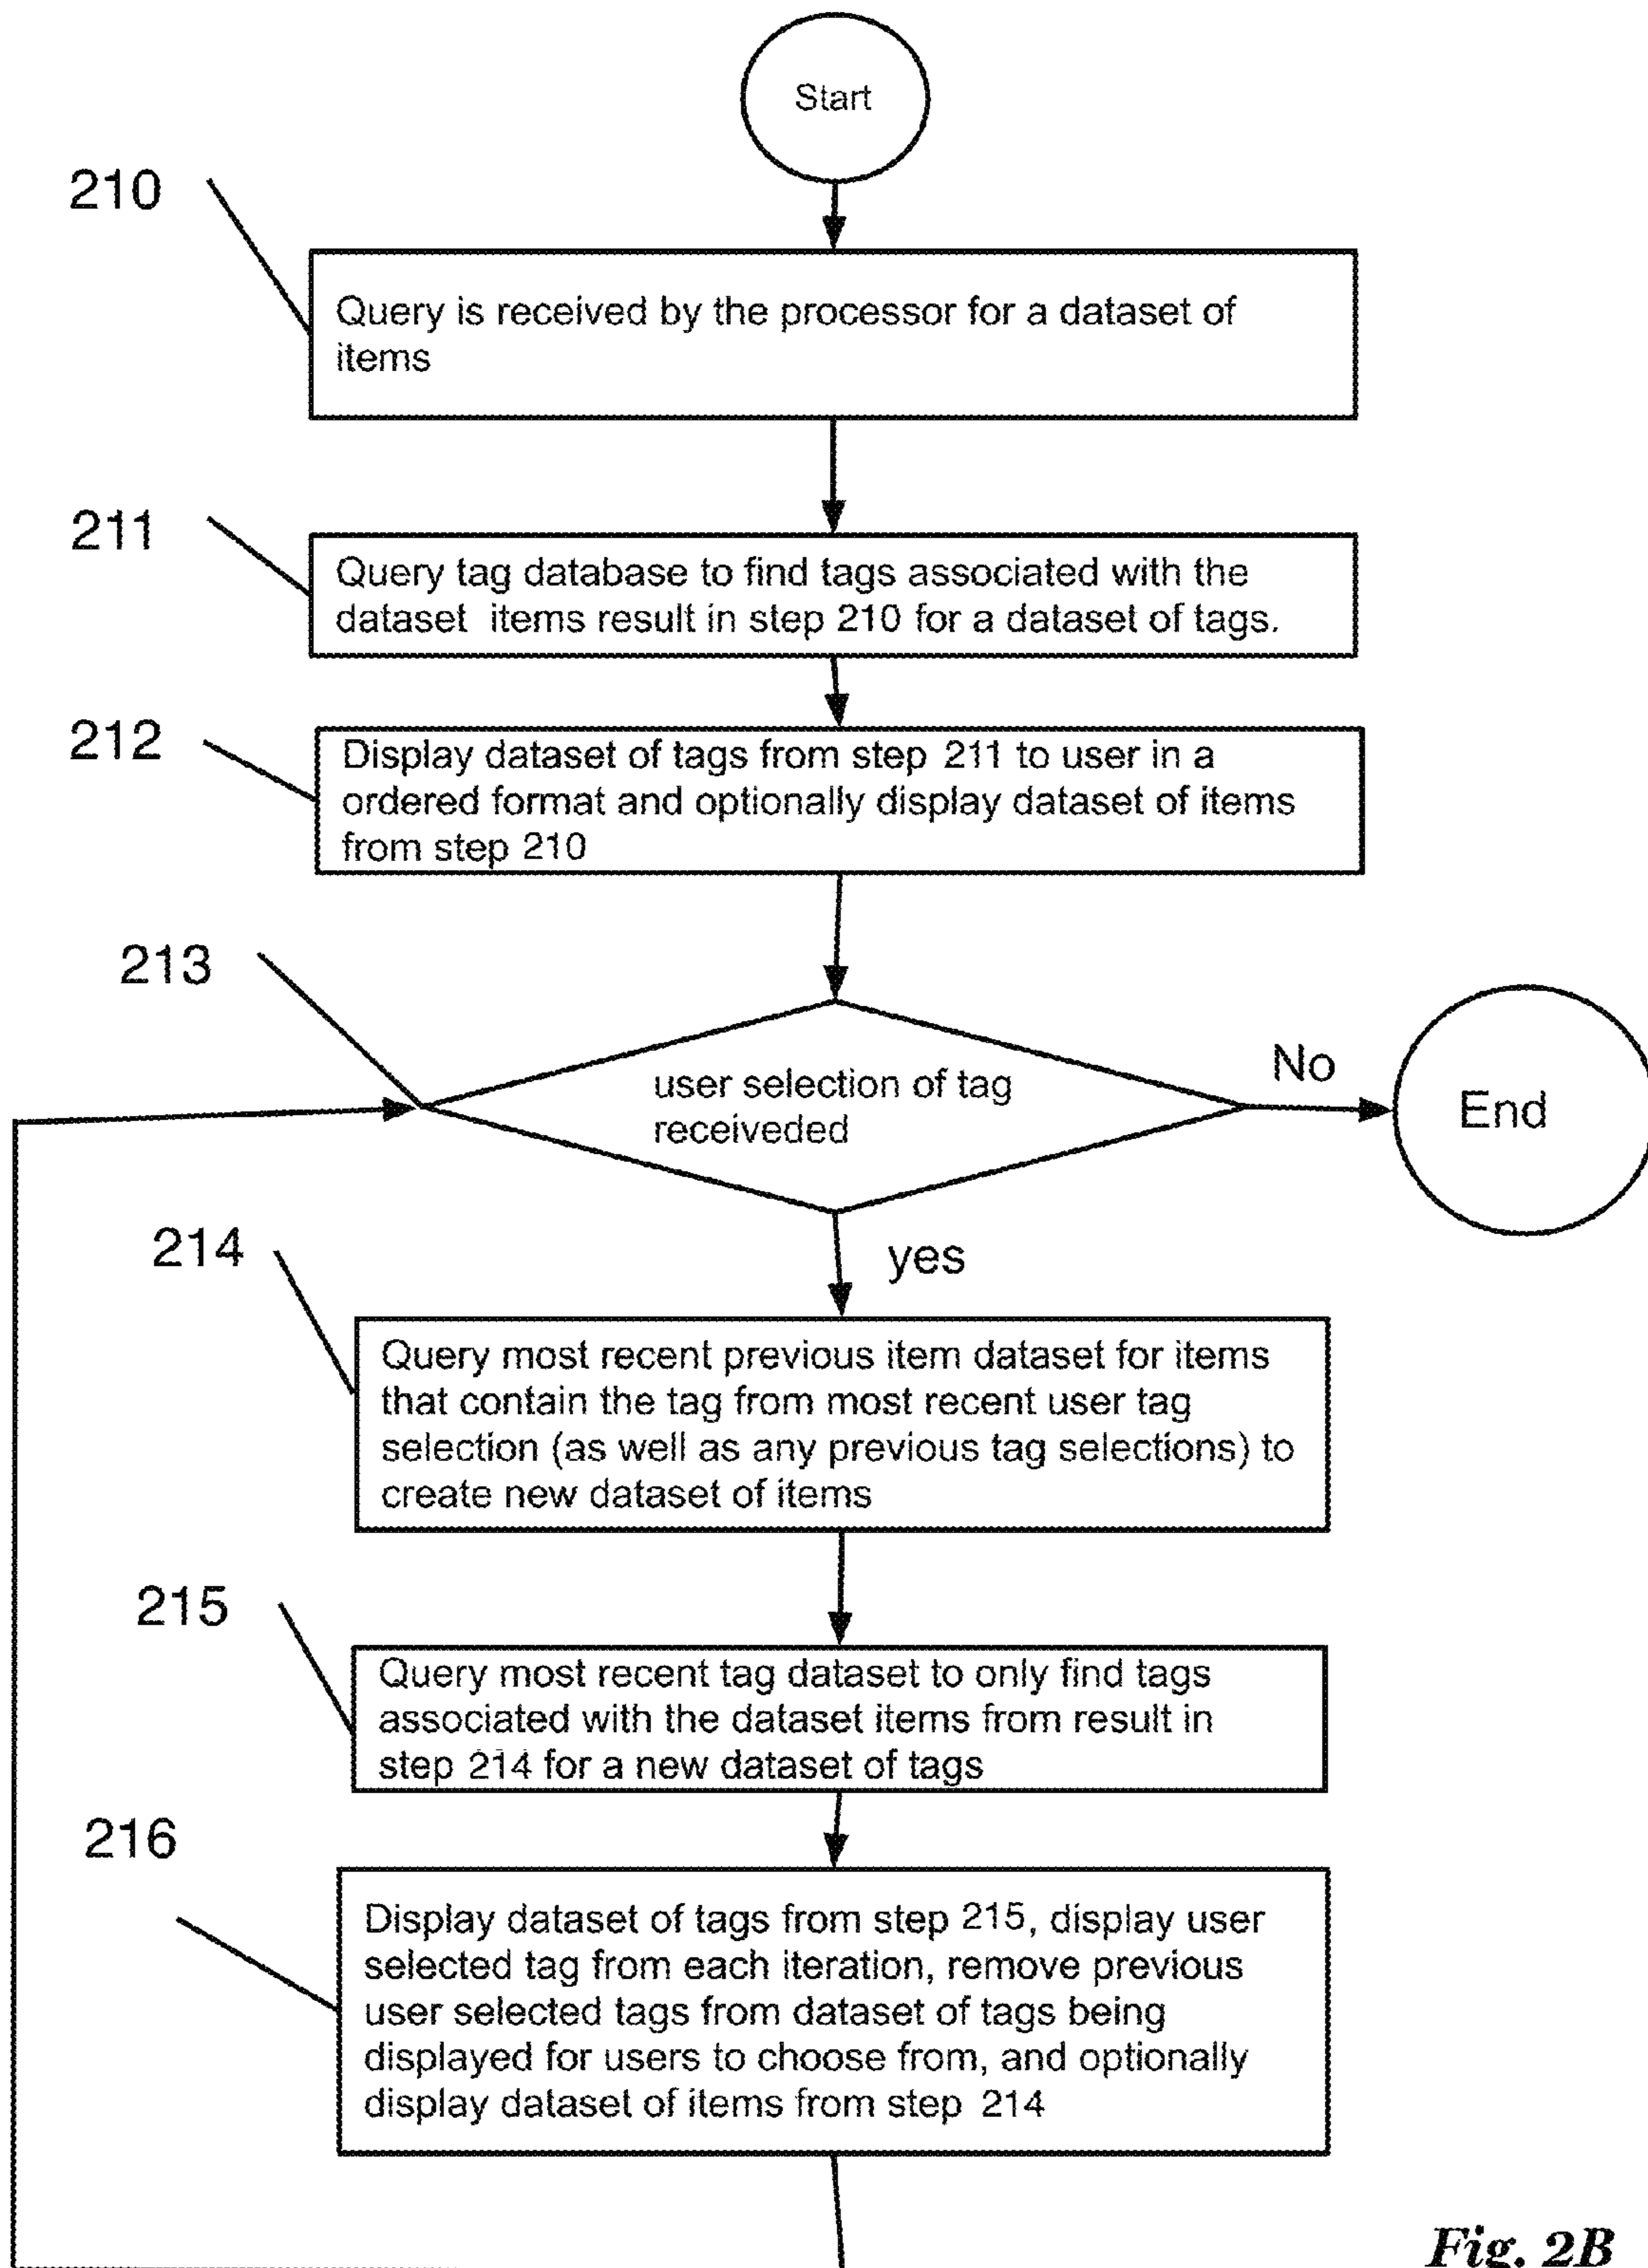 Start
210
Query is received by the processor for a dataset of
items
211
Query tag database to find tags associated with the
dataset items result in step 210 for a dataset of tags.
212
Display dataset of tags from step 211 to user in a
ordered format and optionally display dataset of items
from step 210
213
user selection of tag
receiveded
No
End
214
yes
Query most recent previous item dataset for items
that contain the tag from most recent user tag
selection (as well as any previous tag selections) to
create new dataset of items
215
Query most recent tag dataset to only find tags
associated with the dataset items from result in
step 214 for a new dataset of tags
216
Display dataset of tags from step 215, display user
selected tag from each iteration, remove previous
user selected tags from dataset of tags being
displayed for users to choose from, and optionally
display dataset of items from step 214
Fig. 2B